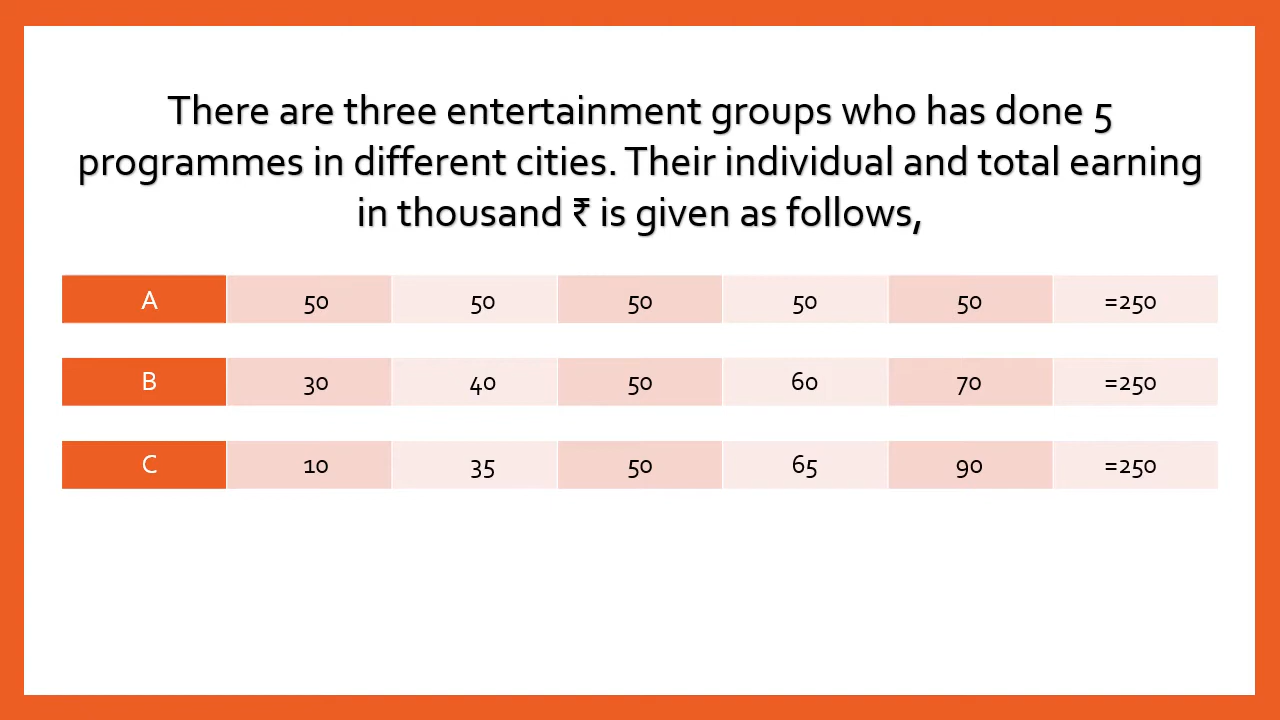 There are three entertainment groups who has done 5
programmes in different cities. Their individual and total earning
in thousand ₹ is given as follows,
A 50 50 50 50 50 =250
B 30 40 50 60 70 =250
C 10 35 50 65 90 =250